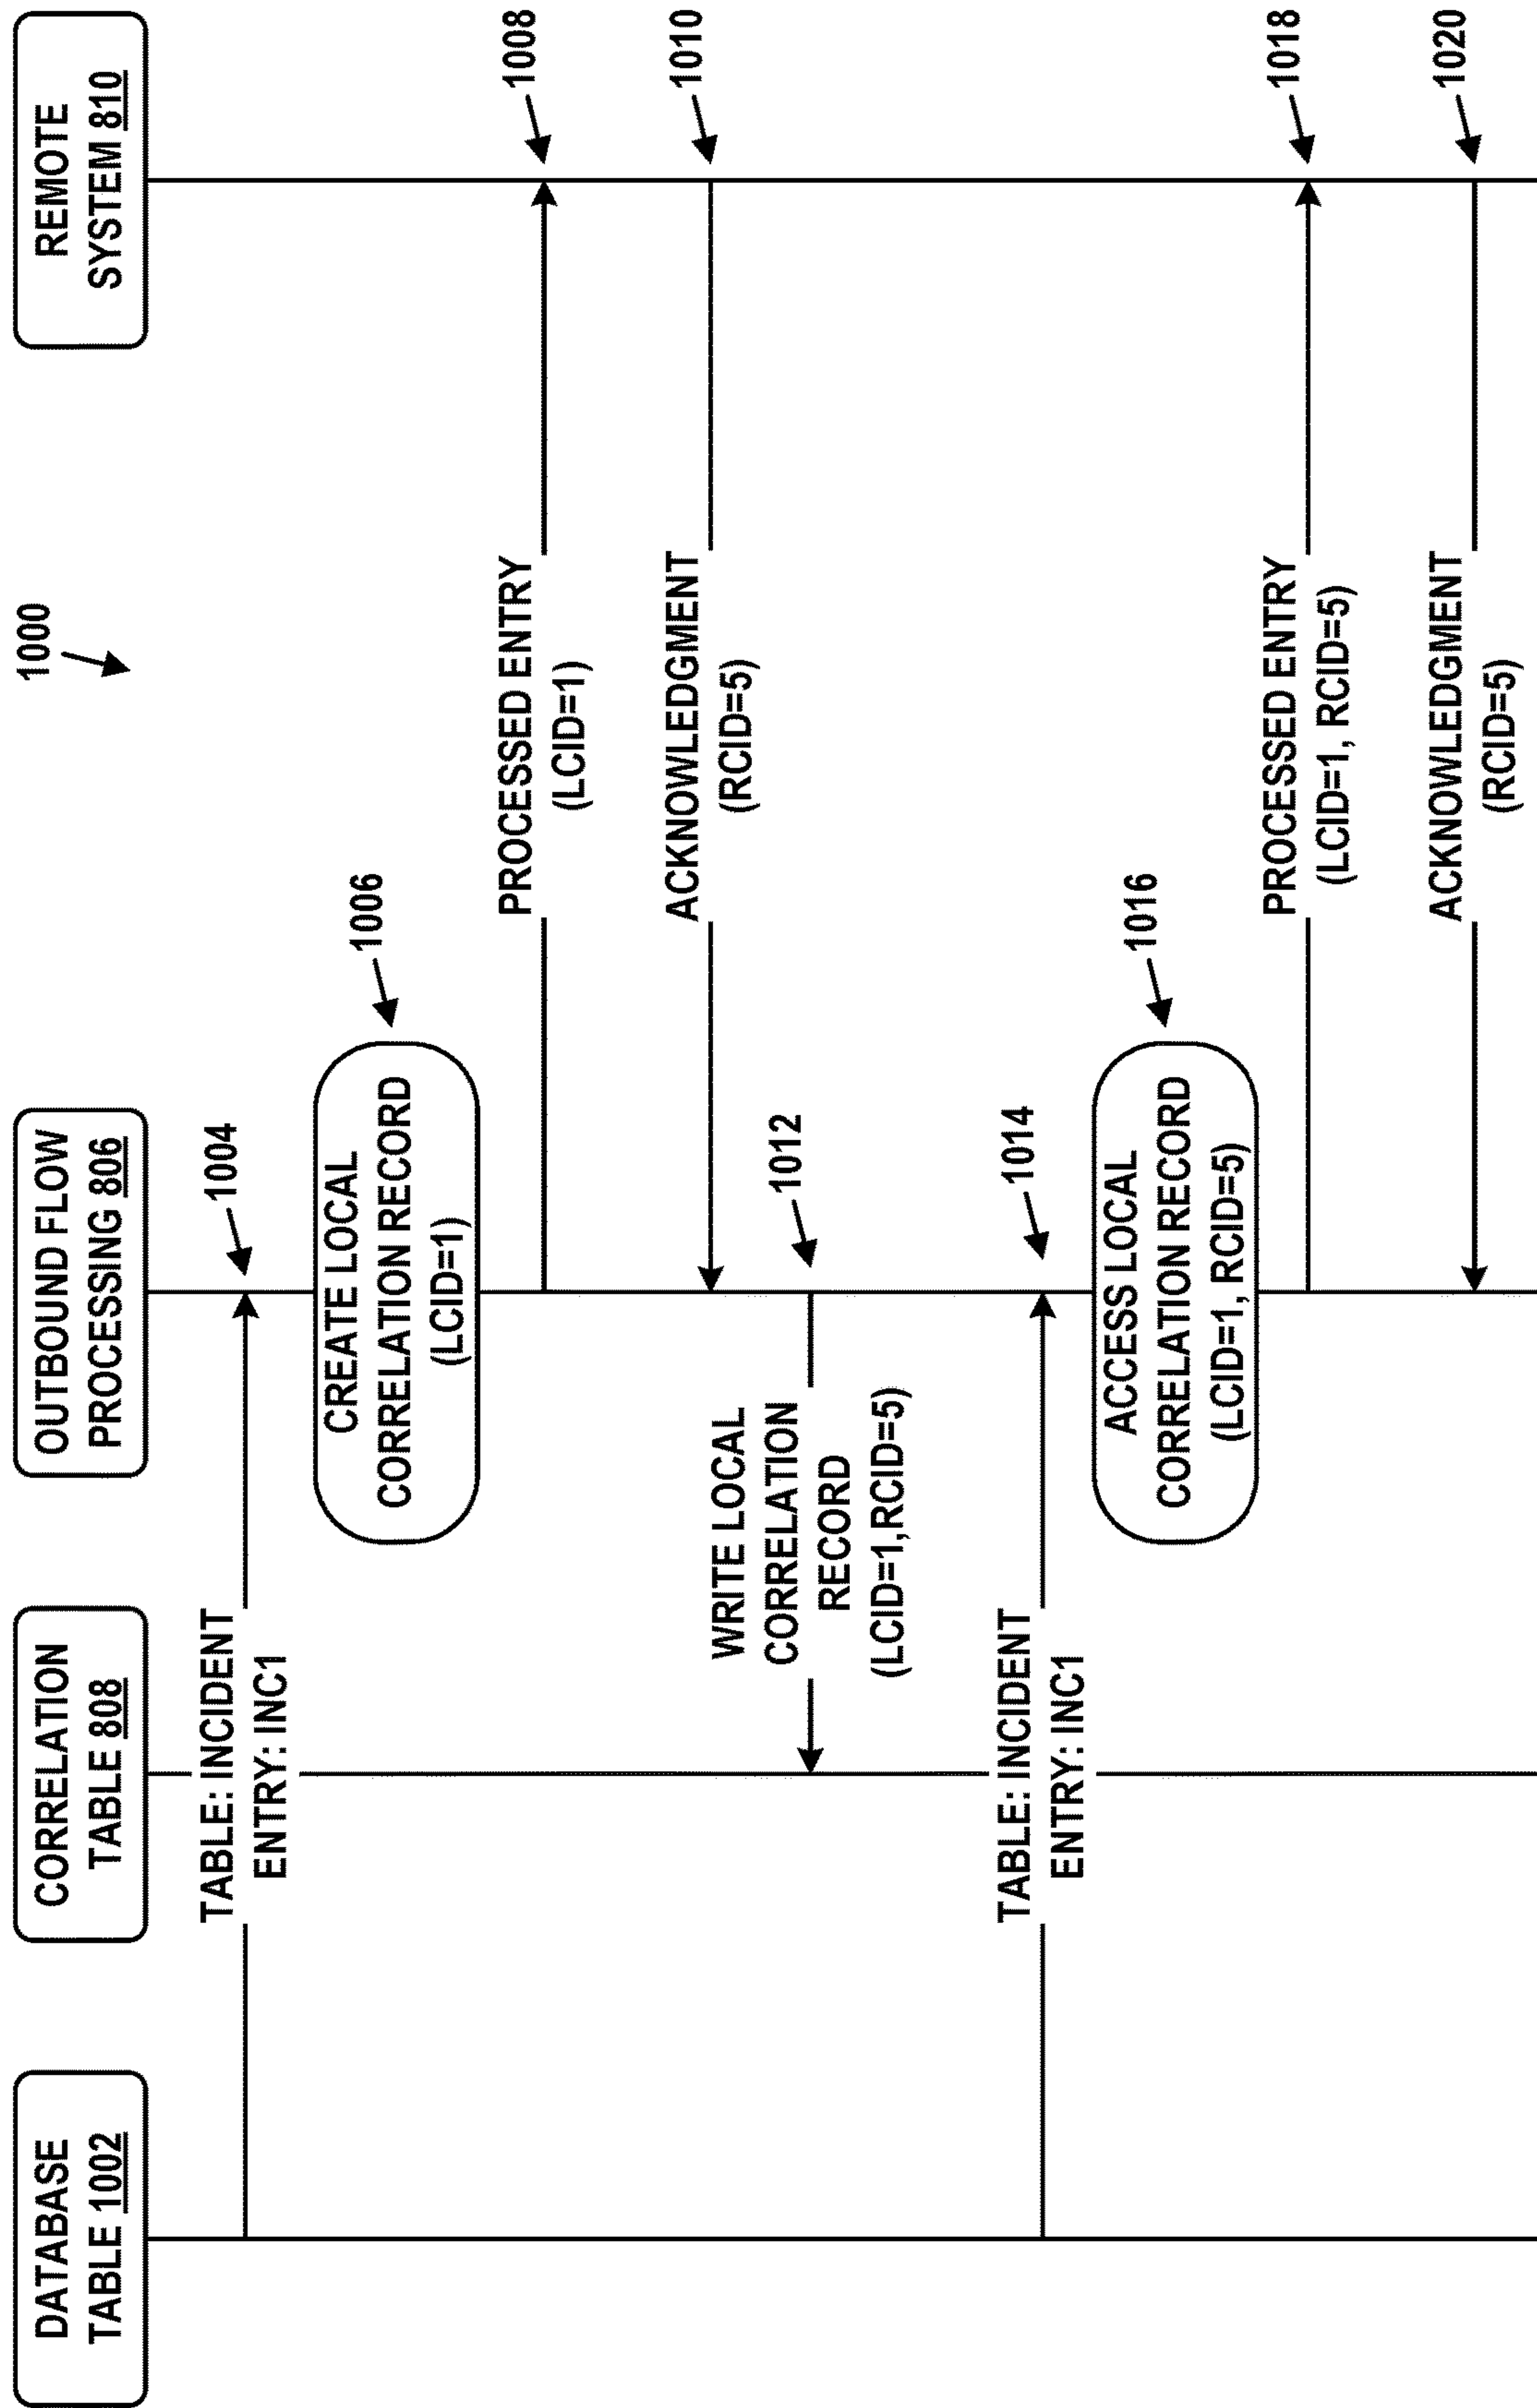 1000
DATABASE
TABLE 1002
CORRELATION
TABLE 808
OUTBOUND FLOW
PROCESSING 806
REMOTE
SYSTEM 810
TABLE: INCIDENT
ENTRY: INC1
1004
CREATE LOCAL
CORRELATION RECORD
(LCID=1)
1006
PROCESSED ENTRY
(LCID=1)
1008
ACKNOWLEDGMENT
(RCID=5)
1010
WRITE LOCAL
CORRELATION
RECORD
(LCID=1,RCID=5)
1012
TABLE: INCIDENT
ENTRY: INC1
1014
ACCESS LOCAL
CORRELATION RECORD
(LCID=1, RCID=5)
1016
PROCESSED ENTRY
(LCID=1, RCID=5)
1018
ACKNOWLEDGMENT
(RCID=5)
1020